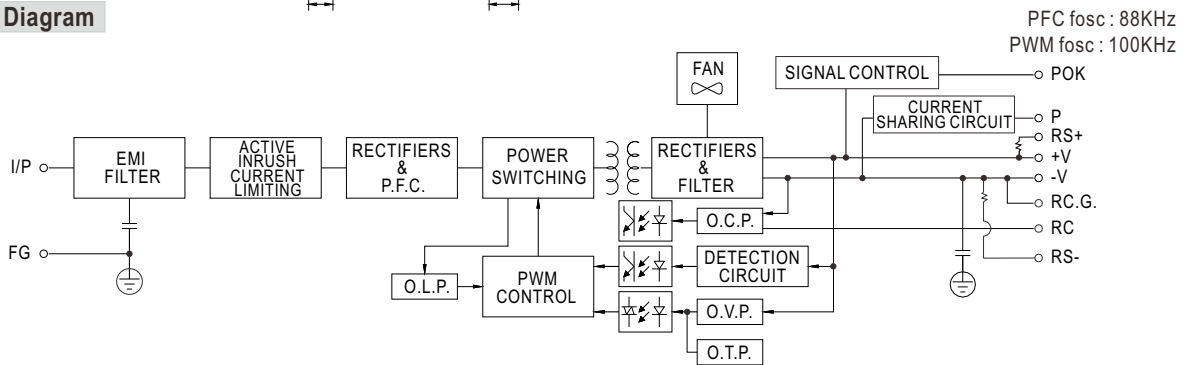 Diagram
PFC fosc : 88KHz
PWM fosc : 100KHz
FAN
SIGNAL CONTROL
POK
CURRENT
SHARING CIRCUIT
P
RS+
I/P
EMI
FILTER
ACTIVE
INRUSH
CURRENT
LIMITING
RECTIFIERS
&
P.F.C.
POWER
SWITCHING
RECTIFIERS
&
FILTER
+V
-V
RC.G.
O.C.P.
RC
FG
RS-
DETECTION
CIRCUIT
O.L.P.
PWM
CONTROL
O.V.P.
O.T.P.